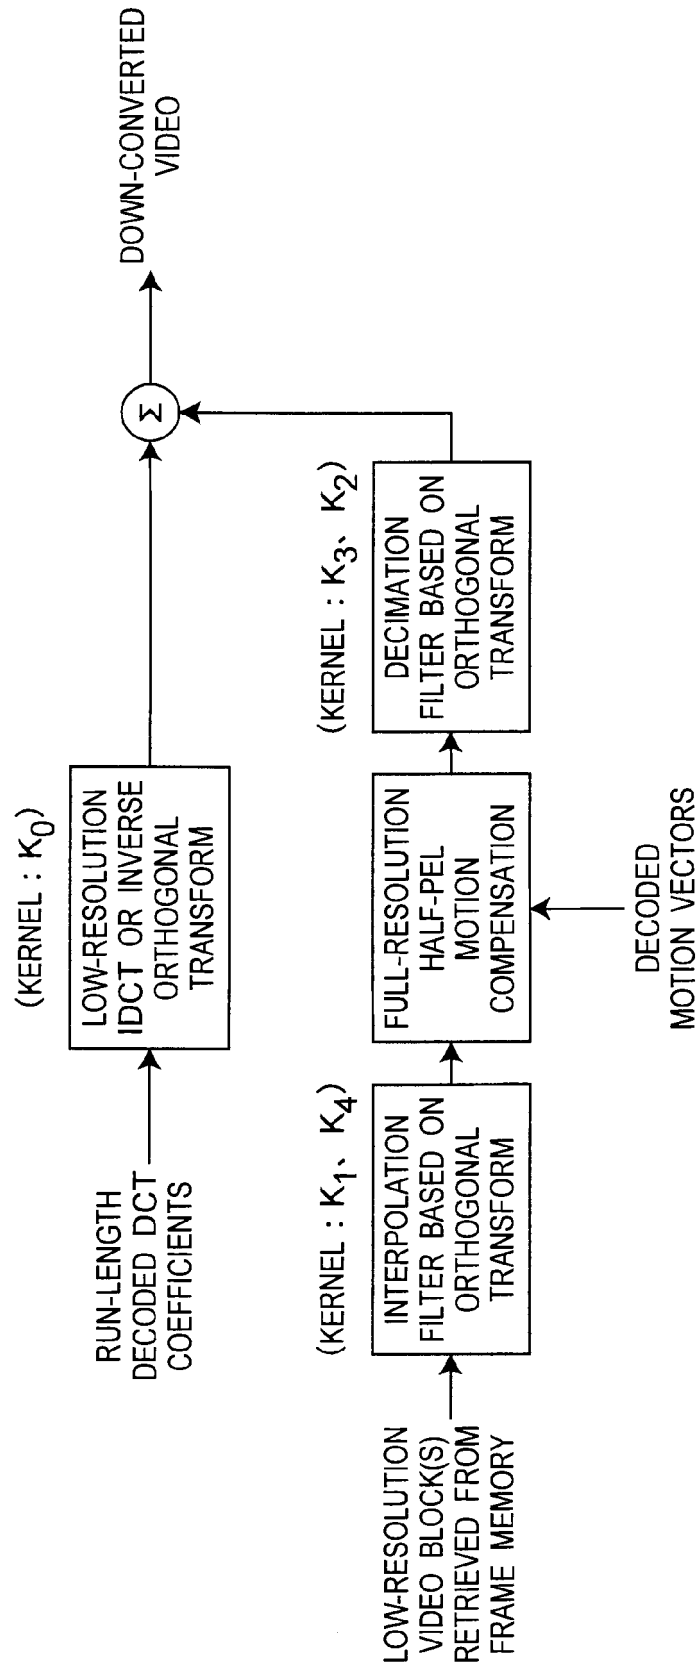 (KERNEL : K0)
RUN-LENGTH
DECODED DCT
COEFFICIENTS
LOW-RESOLUTION
IDCT OR INVERSE
ORTHOGONAL
TRANSFORM
Σ
DOWN-CONVERTED
VIDEO
(KERNEL : K1、K4)
(KERNEL : K3、K2)
LOW-RESOLUTION
VIDEO BLOCK(S)
RETRIEVED FROM
FRAME MEMORY
INTERPOLATION
FILTER BASED ON
ORTHOGONAL
TRANSFORM
FULL-RESOLUTION
HALF-PEL
MOTION
COMPENSATION
DECIMATION
FILTER BASED ON
ORTHOGONAL
TRANSFORM
DECODED
MOTION VECTORS